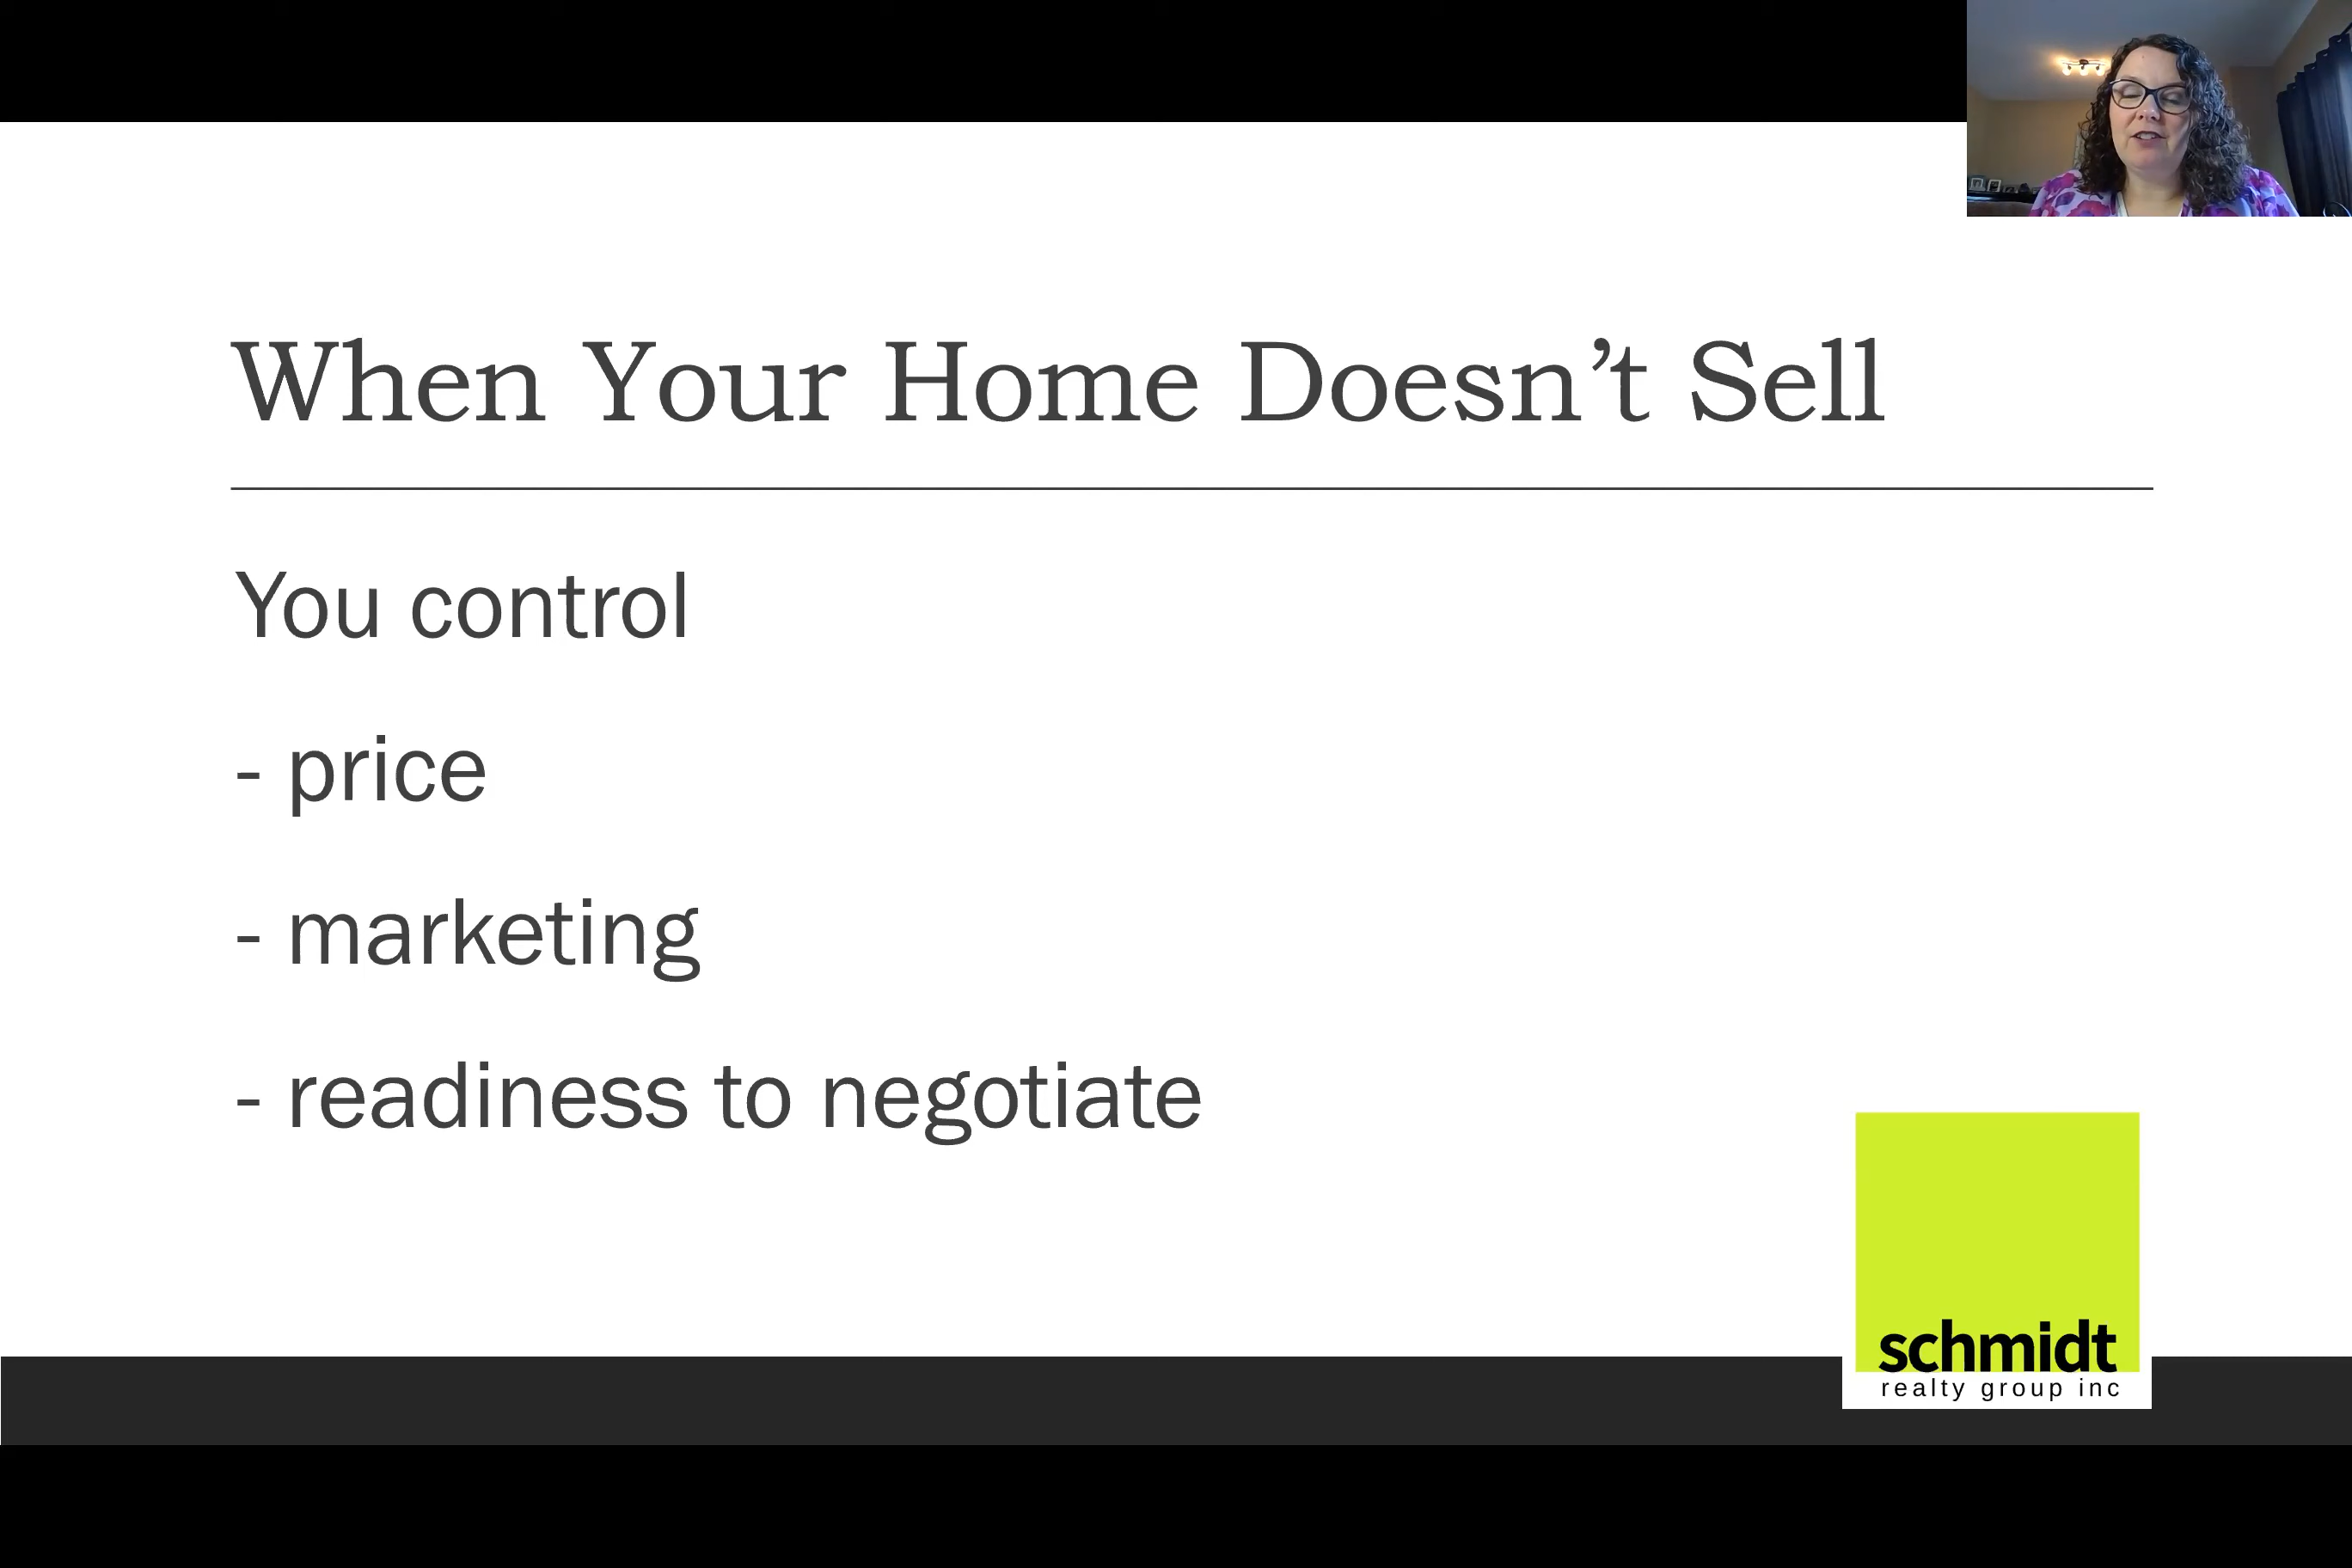 When Your Home Doesn’t Sell
You control
- price
- marketing
- readiness to negotiate
schmidt
realty group inc